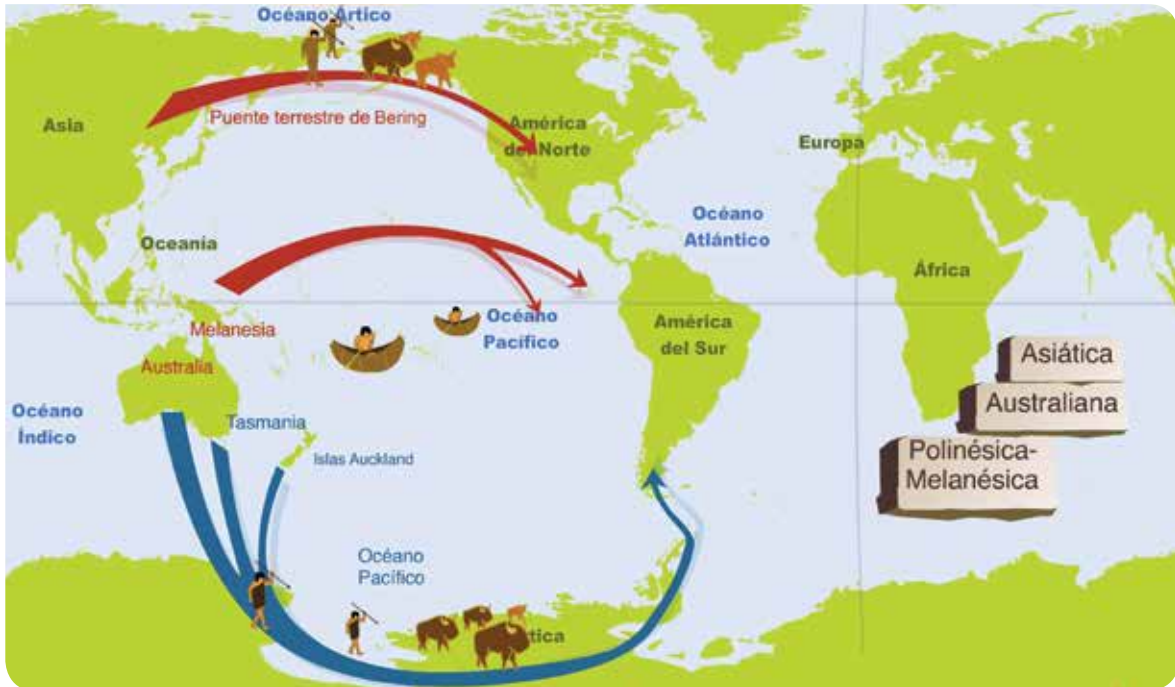 Océano Ártico
Puente terrestre de Bering
Asia
América
del Norte
Europa
Océano
Atlántico
Oceanía
África
Melanesia
Océano
Pacífico
América
del Sur
Australia
Asiática
Australiana
Océano
Índico
Tasmania
Islas Auckland
Polinésica-
Melanésica
Océano
Pacífico